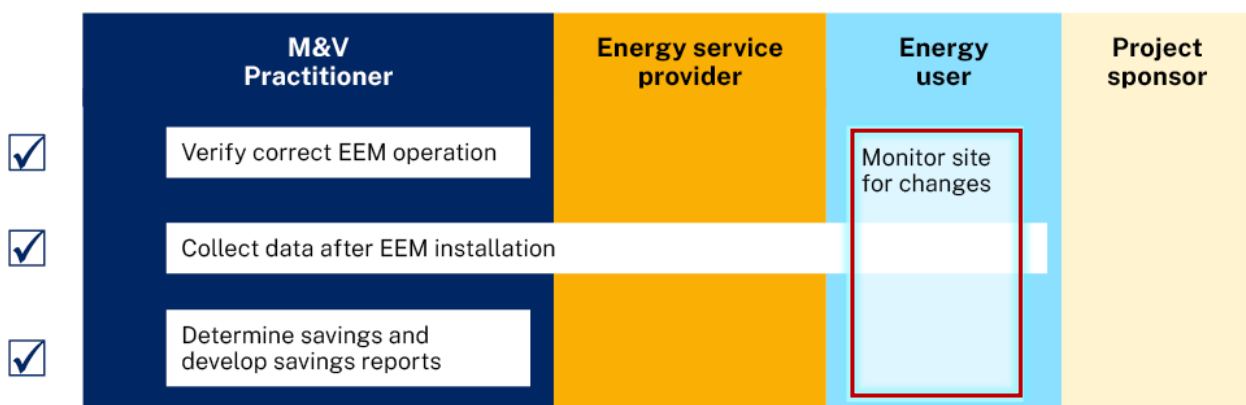 M&V
Practitioner
Energy service
provider
Energy
user
Project
sponsor
Verify correct EEM operation
Monitor site
for changes
Collect data after EEM installation
Determine savings and
develop savings reports